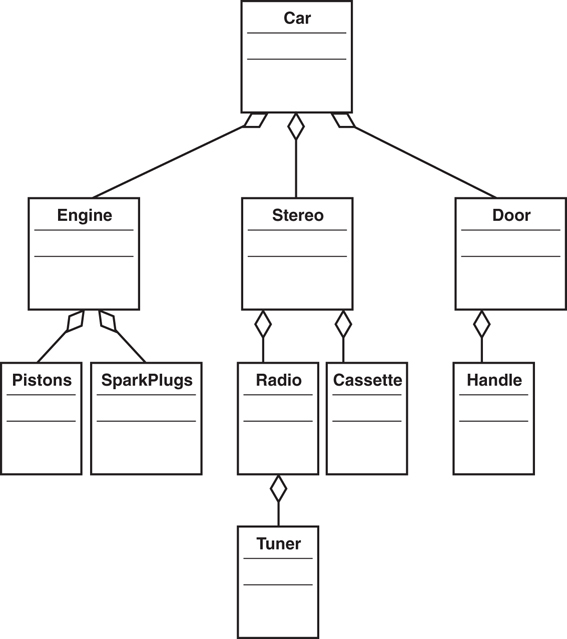 Car
Engine
Stereo
Door
Pistons
SparkPlugs
Radio
Cassette
Handle
Tuner